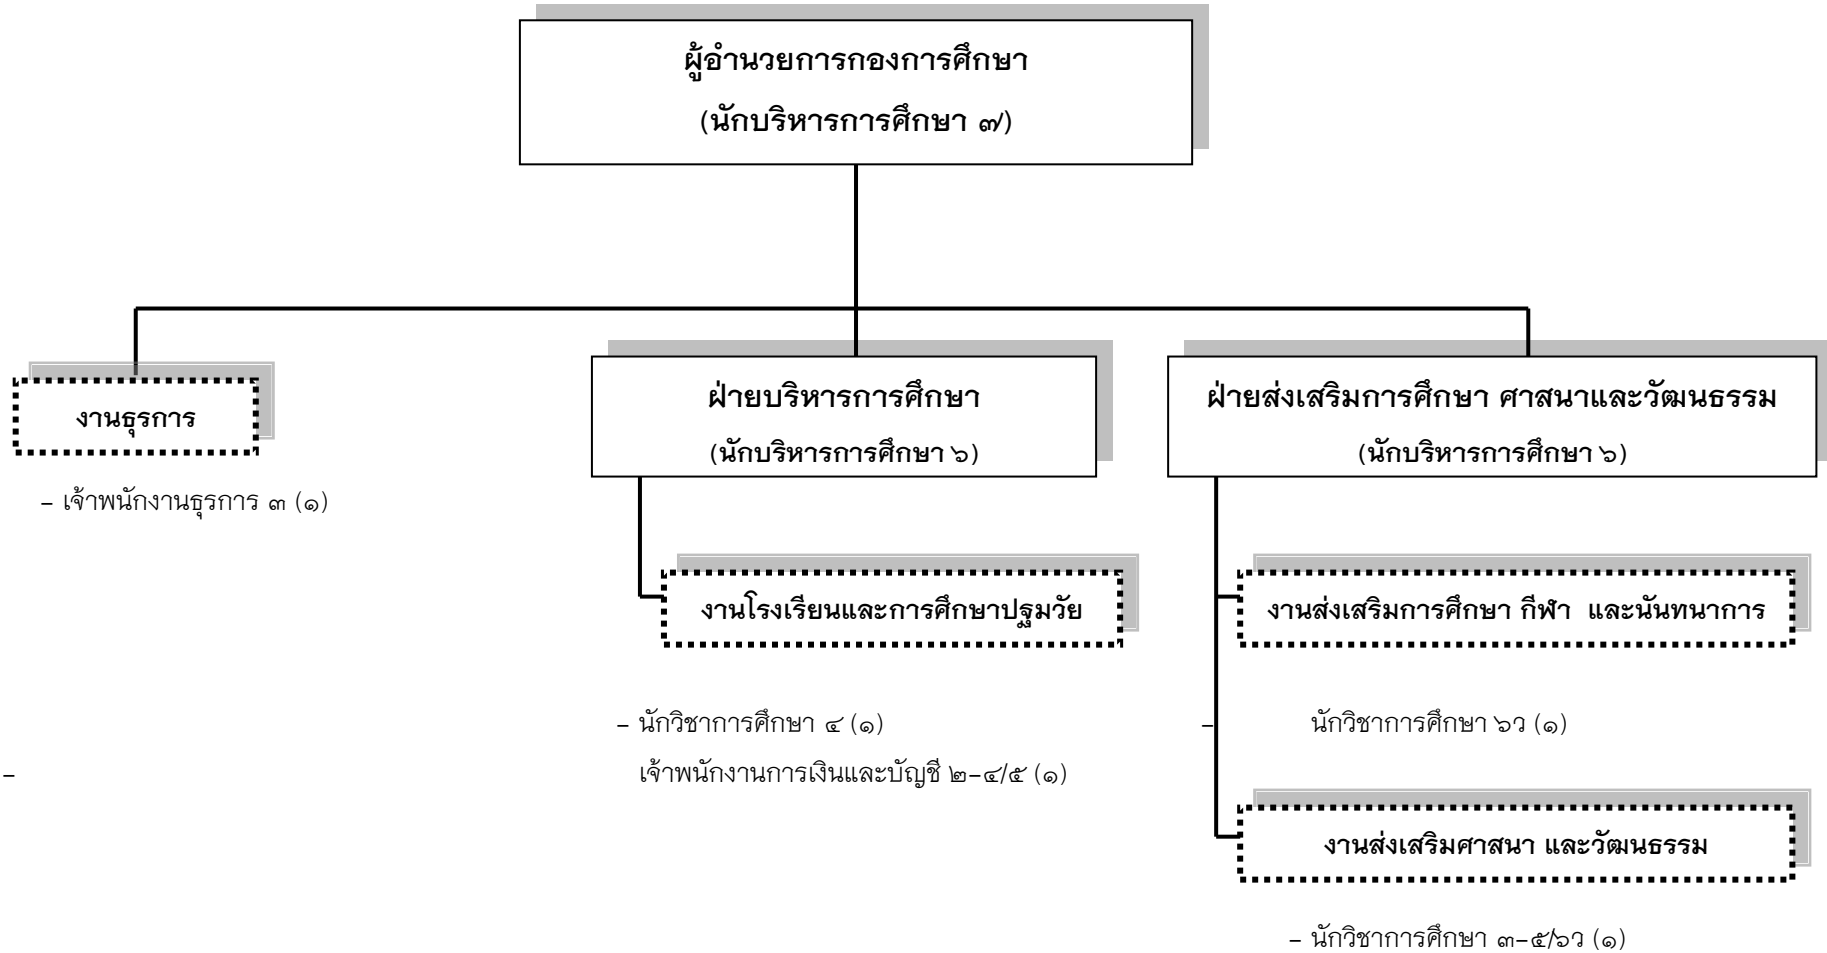 ผู้อำนวยการกองการศึกษา
(นักบริหารการศึกษา ๗)
งานธุรการ
- เจ้าพนักงานธุรการ ๓ (๑)
ฝ่ายบริหารการศึกษา
(นักบริหารการศึกษา ๖)
งานโรงเรียนและการศึกษาปฐมวัย
- นักวิชาการศึกษา ๔ (๑)
เจ้าพนักงานการเงินและบัญชี ๒-๔/๕ (๑)
-
ฝ่ายส่งเสริมการศึกษา ศาสนาและวัฒนธรรม
(นักบริหารการศึกษา ๖)
งานส่งเสริมการศึกษา กีฬา และนันทนาการ
- นักวิชาการศึกษา ๖ว (๑)
งานส่งเสริมศาสนา และวัฒนธรรม
- นักวิชาการศึกษา ๓-๕/๖ว (๑)